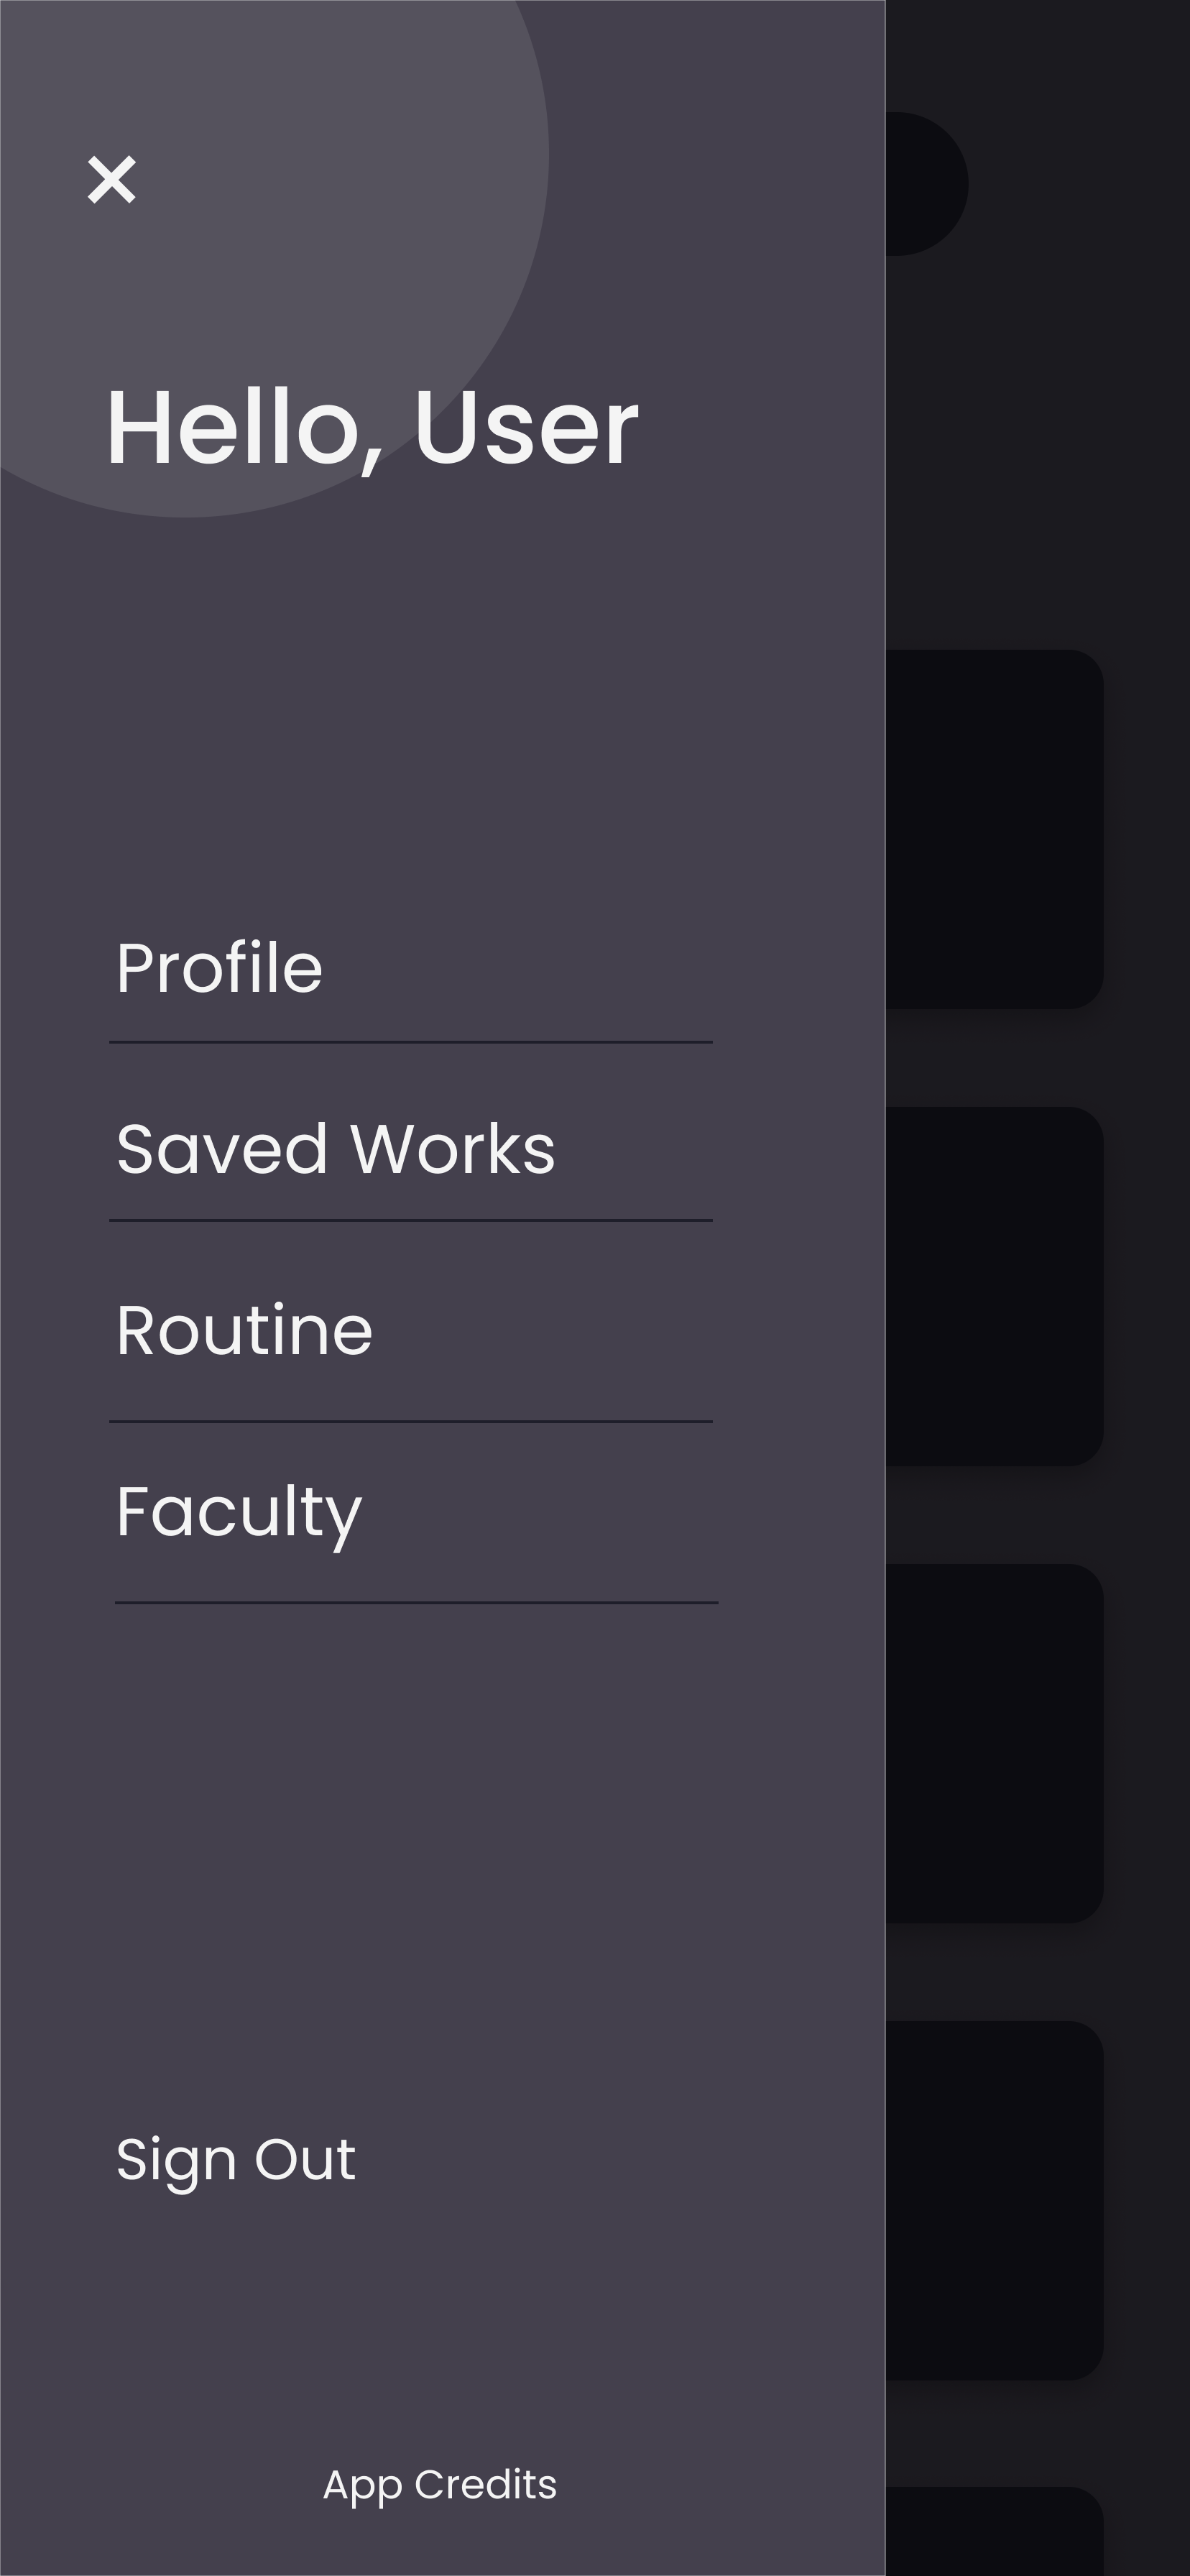 Hello, User
Profile
Saved Works
Routine
Faculty
Sign Out
App Credits